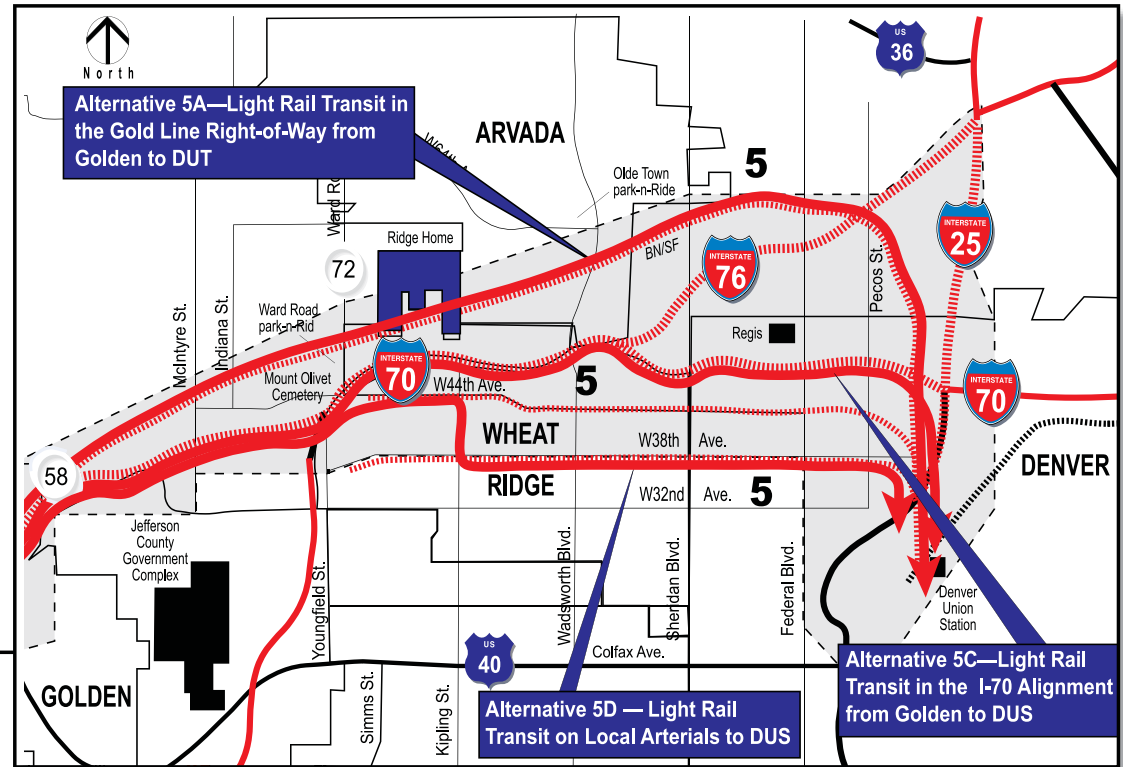 North
US
36
Alternative 5A—Light Rail Transit in
the Gold Line Right-of-Way from
Golden to DUT
ARVADA
Olde Town
park-n-Ride
5
Ward
Ridge Home
BN/SF
INTERSTATE
76
INTERSTATE
25
72
Pecos St.
McIntyre St.
Indiana St.
Ward Road
park-n-Rid
Regis
INTERSTATE
70
Mount Olivet
Cemetery
W44th Ave.
5
INTERSTATE
70
WHEAT
RIDGE
W38th Ave.
W32nd Ave.
5
DENVER
58
Jefferson
County
Government
Complex
Youngfield St.
Wadsworth Blvd.
Sheridan Blvd.
Federal Blvd.
Denver
Union
Station
US
40
Colfax Ave.
GOLDEN
Simms St.
Kipling St.
Alternative 5D — Light Rail
Transit on Local Arterials to DUS
Alternative 5C—Light Rail
Transit in the I-70 Alignment
from Golden to DUS